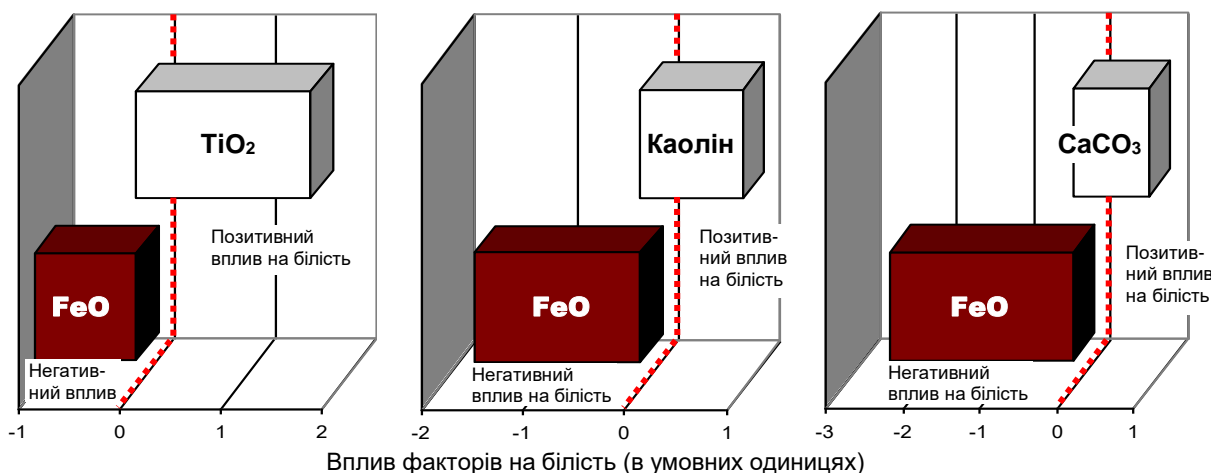 TiO2
FeO
Позитивний
вплив на білість
Негатив-
ний вплив
-1 0 1 2
Каолін
FeO
Позитив-
ний вплив
на білість
Негативний
вплив на білість
-2 -1 0 1
CaCO3
FeO
Позитив-
ний вплив
на білість
Негативний
вплив на білість
-3 -2 -1 0 1
Вплив факторів на білість (в умовних одиницях)